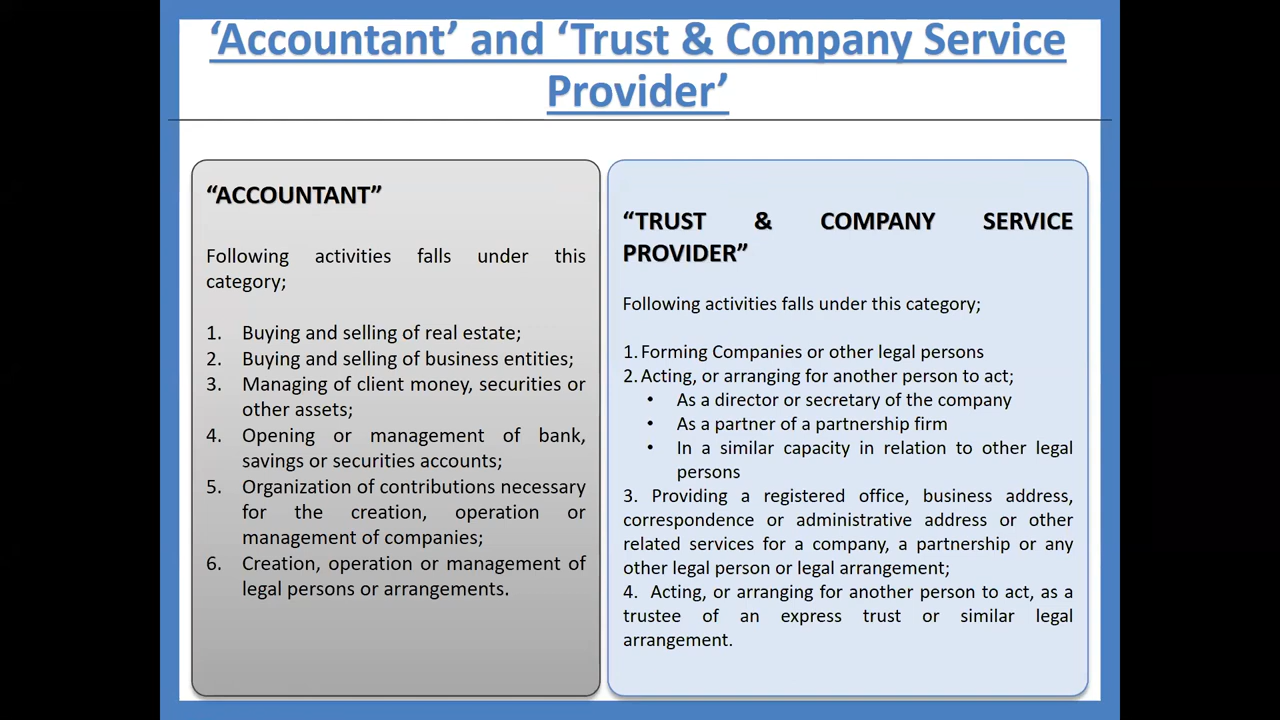 ‘Accountant’ and ‘Trust & Company Service
Provider’
“ACCOUNTANT”
Following activities falls under this
category;
1. Buying and selling of real estate;
2. Buying and selling of business entities;
3. Managing of client money, securities or
other assets;
4. Opening or management of bank,
savings or securities accounts;
5. Organization of contributions necessary
for the creation, operation or
management of companies;
6. Creation, operation or management of
legal persons or arrangements.
“TRUST & COMPANY SERVICE
PROVIDER”
Following activities falls under this category;
1. Forming Companies or other legal persons
2. Acting, or arranging for another person to act;
• As a director or secretary of the company
• As a partner of a partnership firm
• In a similar capacity in relation to other legal
persons
3. Providing a registered office, business address,
correspondence or administrative address or other
related services for a company, a partnership or any
other legal person or legal arrangement;
4. Acting, or arranging for another person to act, as a
trustee of an express trust or similar legal
arrangement.